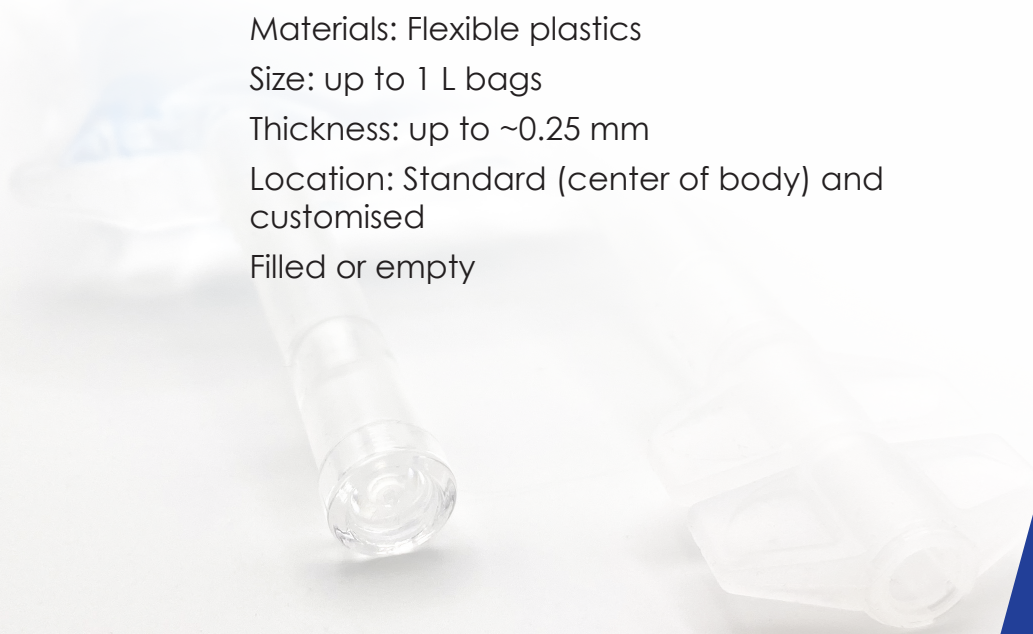 Materials: Flexible plastics
Size: up to 1 L bags
Thickness: up to ~0.25 mm
Location: Standard (center of body) and
customised
Filled or empty